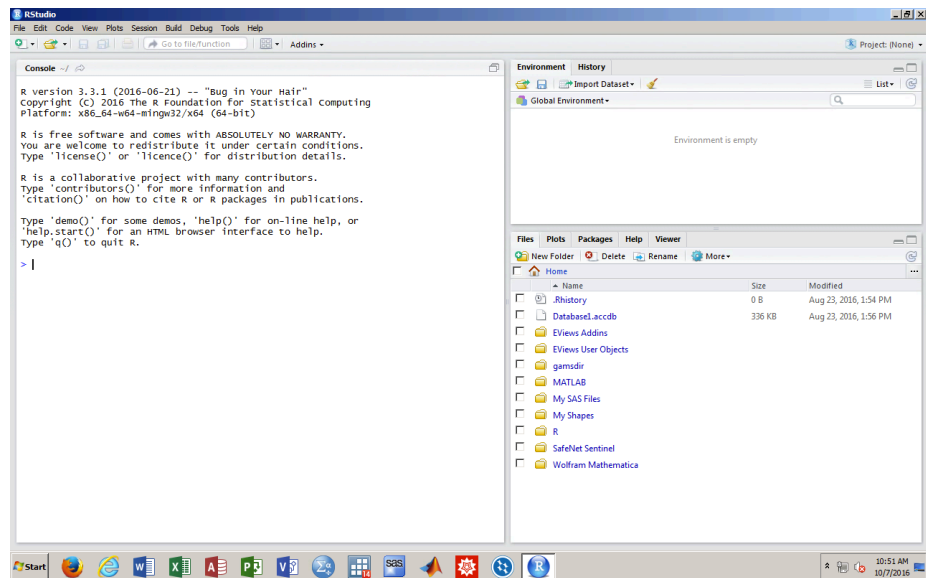 RStudio
File Edit Code View Plots Session Build Debug Tools Help
Go to file/function Addins Project: (None)
Console ~/
R version 3.3.1 (2016-06-21) -- "Bug in Your Hair"
Copyright (C) 2016 The R Foundation for Statistical Computing
Platform: x86_64-w64-mingw32/x64 (64-bit)
R is free software and comes with ABSOLUTELY NO WARRANTY.
You are welcome to redistribute it under certain conditions.
Type 'license()' or 'licence()' for distribution details.
R is a collaborative project with many contributors.
Type 'contributors()' for more information and
'citation()' on how to cite R or R packages in publications.
Type 'demo()' for some demos, 'help()' for on-line help, or
'help.start()' for an HTML browser interface to help.
Type 'q()' to quit R.
>
Environment History
Import Dataset List
Global Environment
Environment is empty
Files Plots Packages Help Viewer
New Folder Delete Rename More
Home ...
Name Size Modified
.Rhistory 0 B Aug 23, 2016, 1:54 PM
Database1.accdb 336 KB Aug 23, 2016, 1:56 PM
EViews Addins
EViews User Objects
gamsdir
MATLAB
My SAS Files
My Shapes
R
SafeNet Sentinel
Wolfram Mathematica
Start W X A P V Σα 14 sas R 10:51 AM
10/7/2016